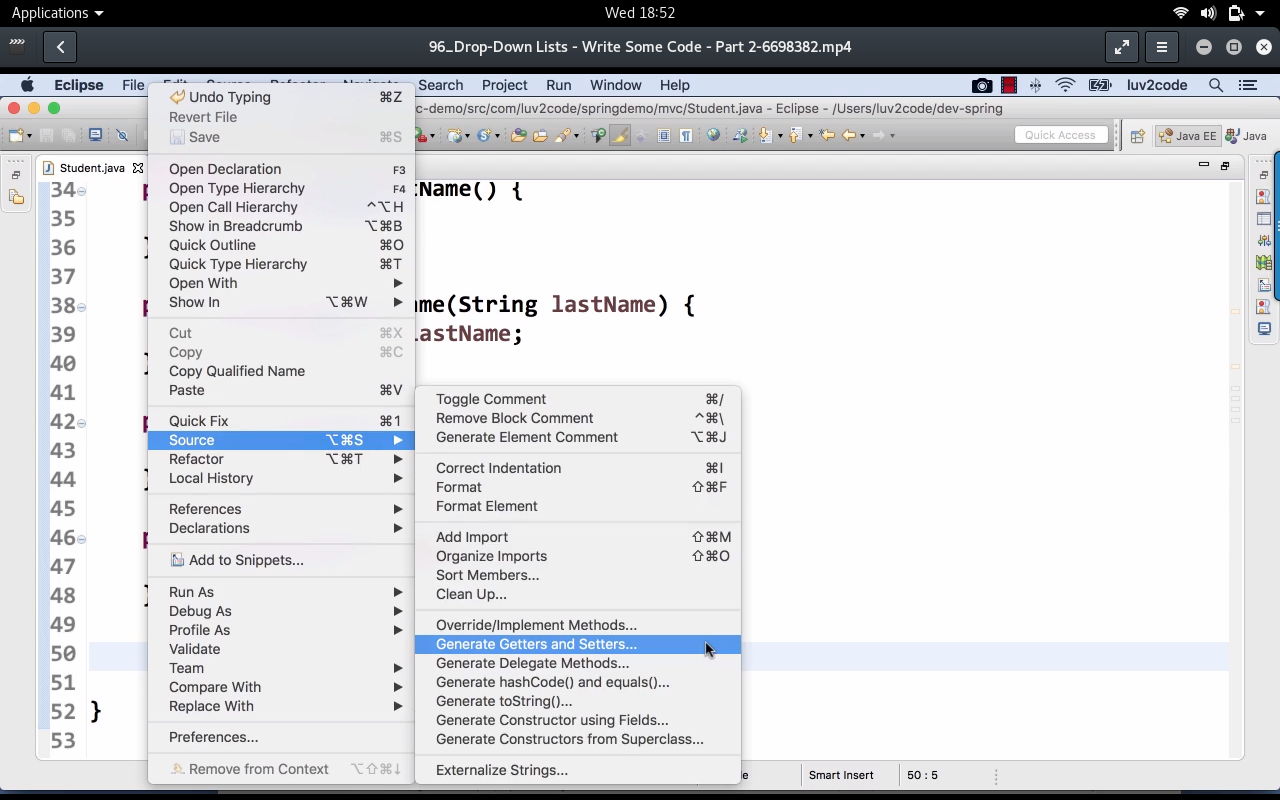 Applications
Wed 18:52
96_Drop-Down Lists - Write Some Code - Part 2-6698382.mp4
Eclipse File Edit Source Refactor Navigate Search Project Run Window Help
luv2code
c-demo/src/com/luv2code/springdemo/mvc/Student.java - Eclipse - /Users/luv2code/dev-spring
Quick Access
Java EE
Java
Student.java
34 p tName() {
35
36 }
37
38 p me(String lastName) {
39 lastName;
40 }
41
42 p
43
44 }
45
46 p
47
48 }
49
50
51
52 }
53
Undo Typing ⌘Z
Revert File
Save ⌘S
Open Declaration F3
Open Type Hierarchy F4
Open Call Hierarchy ^⌥H
Show in Breadcrumb ⌥⌘B
Quick Outline ⌘O
Quick Type Hierarchy ⌘T
Open With
Show In ⌥⌘W
Cut ⌘X
Copy ⌘C
Copy Qualified Name
Paste ⌘V
Quick Fix ⌘1
Source ⌥⌘S
Refactor ⌥⌘T
Local History
References
Declarations
Add to Snippets...
Run As
Debug As
Profile As
Validate
Team
Compare With
Replace With
Preferences...
Remove from Context ⌥⇧⌘↓
Toggle Comment ⌘/
Remove Block Comment ^⌘\
Generate Element Comment ⌥⌘J
Correct Indentation ⌘I
Format ⇧⌘F
Format Element
Add Import ⇧⌘M
Organize Imports ⇧⌘O
Sort Members...
Clean Up...
Override/Implement Methods...
Generate Getters and Setters...
Generate Delegate Methods...
Generate hashCode() and equals()...
Generate toString()...
Generate Constructor using Fields...
Generate Constructors from Superclass...
Externalize Strings...
Smart Insert
50 : 5